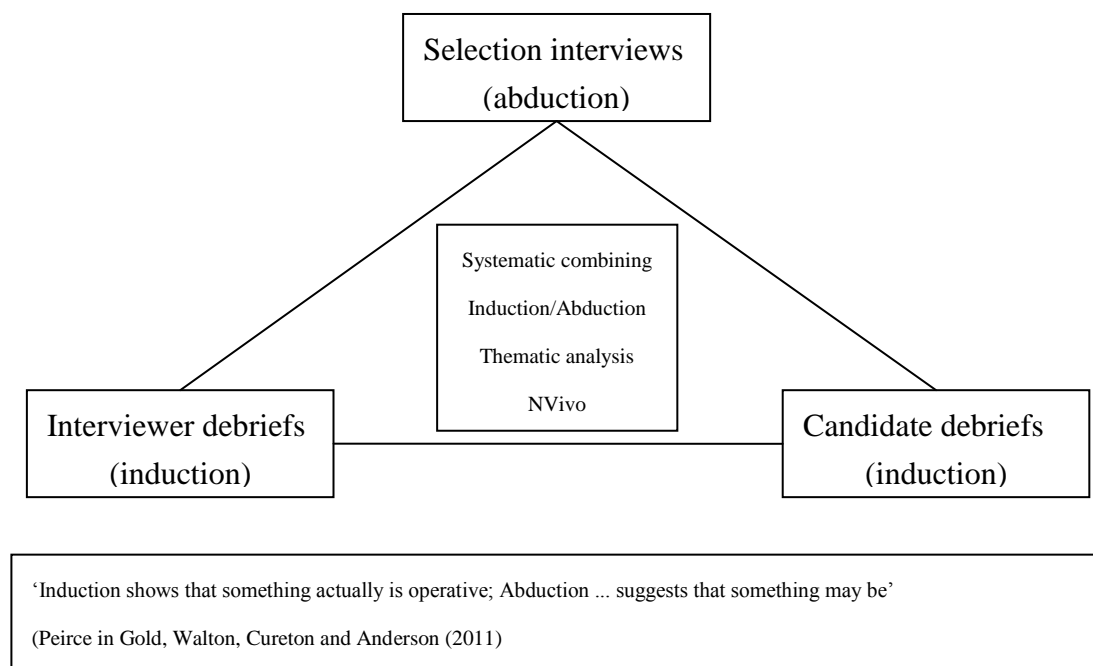 Selection interviews
(abduction)
Systematic combining
Induction/Abduction
Thematic analysis
NVivo
Interviewer debriefs
(induction)
Candidate debriefs
(induction)
‘Induction shows that something actually is operative; Abduction ... suggests that something may be’
(Peirce in Gold, Walton, Cureton and Anderson (2011)